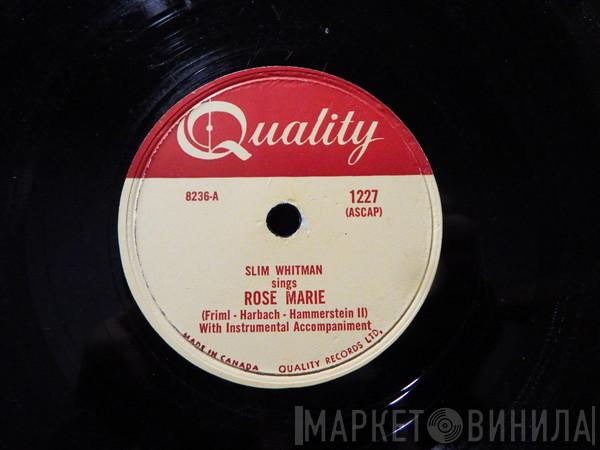 Quality
8236-A
1227
(ASCAP)
SLIM WHITMAN
sings
ROSE MARIE
(Friml - Harbach - Hammerstein II)
With Instrumental Accompaniment
MADE IN CANADA
QUALITY RECORDS LTD.
МАРКЕТ ВИНИЛА